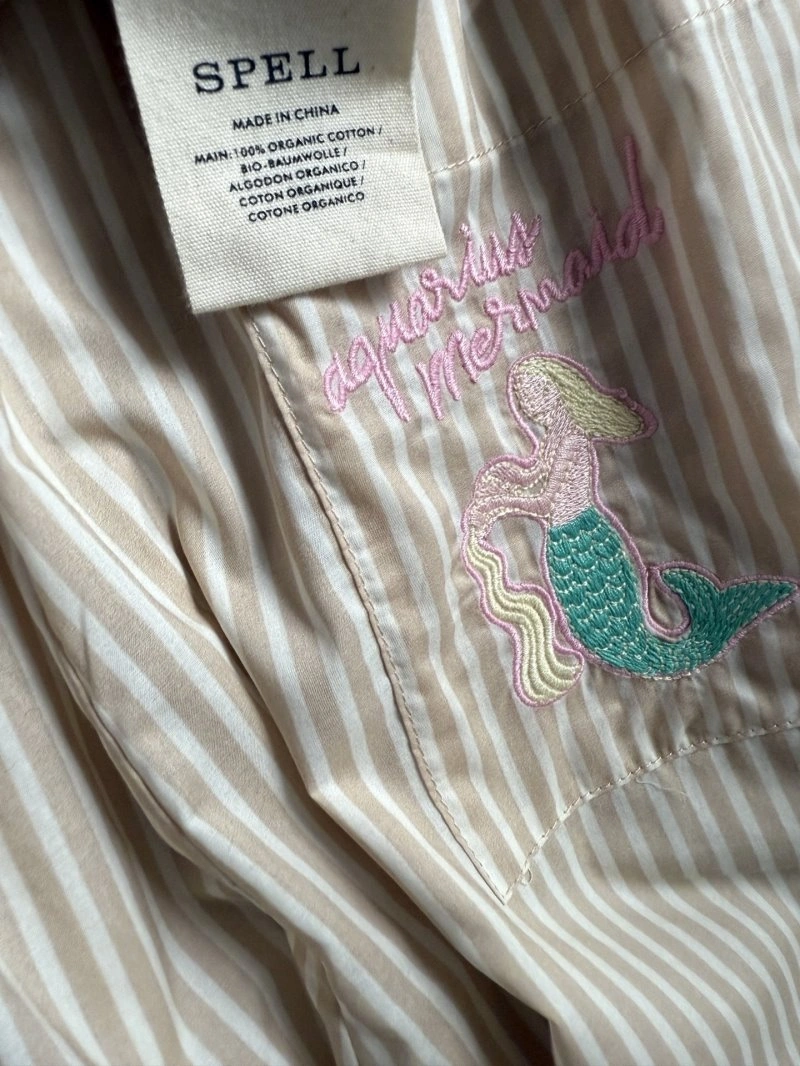 SPELL
MADE IN CHINA
MAIN: 100% ORGANIC COTTON /
BIO-BAUMWOLLE /
ALGODON ORGANICO /
COTON ORGANIQUE /
COTONE ORGANICO
aquarius
mermaid